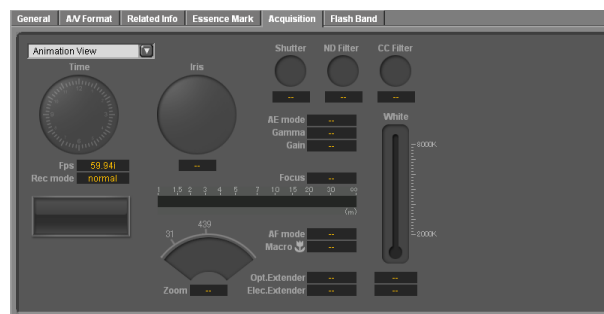 General A/V Format Related Info Essence Mark Acquisition Flash Band
Animation View
Time
Iris
Shutter ND Filter CC Filter
-- -- --
AE mode --
Gamma --
Gain --
White
8000K
2000K
Fps 59.94i
Rec mode normal
--
Focus --
1 1,5 2 3 4 5 7 10 15 20 30 ∞
(m)
31 439
Zoom --
AF mode --
Macro --
Opt.Extender -- --
Elec.Extender -- --